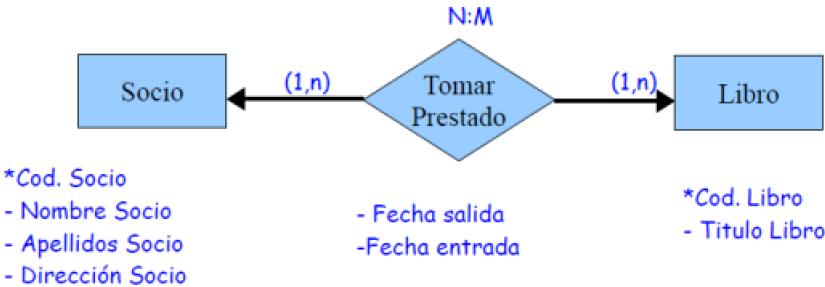 N:M
Socio
(1,n)
Tomar
Prestado
(1,n)
Libro
*Cod. Socio
- Nombre Socio
- Apellidos Socio
- Dirección Socio
- Fecha salida
-Fecha entrada
*Cod. Libro
- Titulo Libro